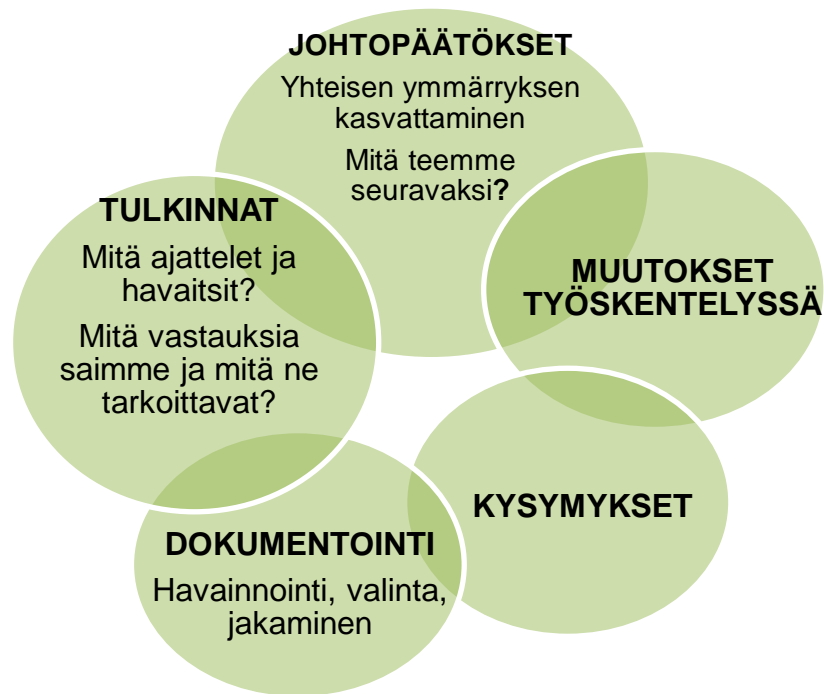 JOHTOPÄÄTÖKSET
Yhteisen ymmärryksen
kasvattaminen
Mitä teemme
seuravaksi?
TULKINNAT
Mitä ajattelet ja
havaitsit?
Mitä vastauksia
saimme ja mitä ne
tarkoittavat?
MUUTOKSET
TYÖSKENTELYSSÄ
KYSYMYKSET
DOKUMENTOINTI
Havainnointi, valinta,
jakaminen